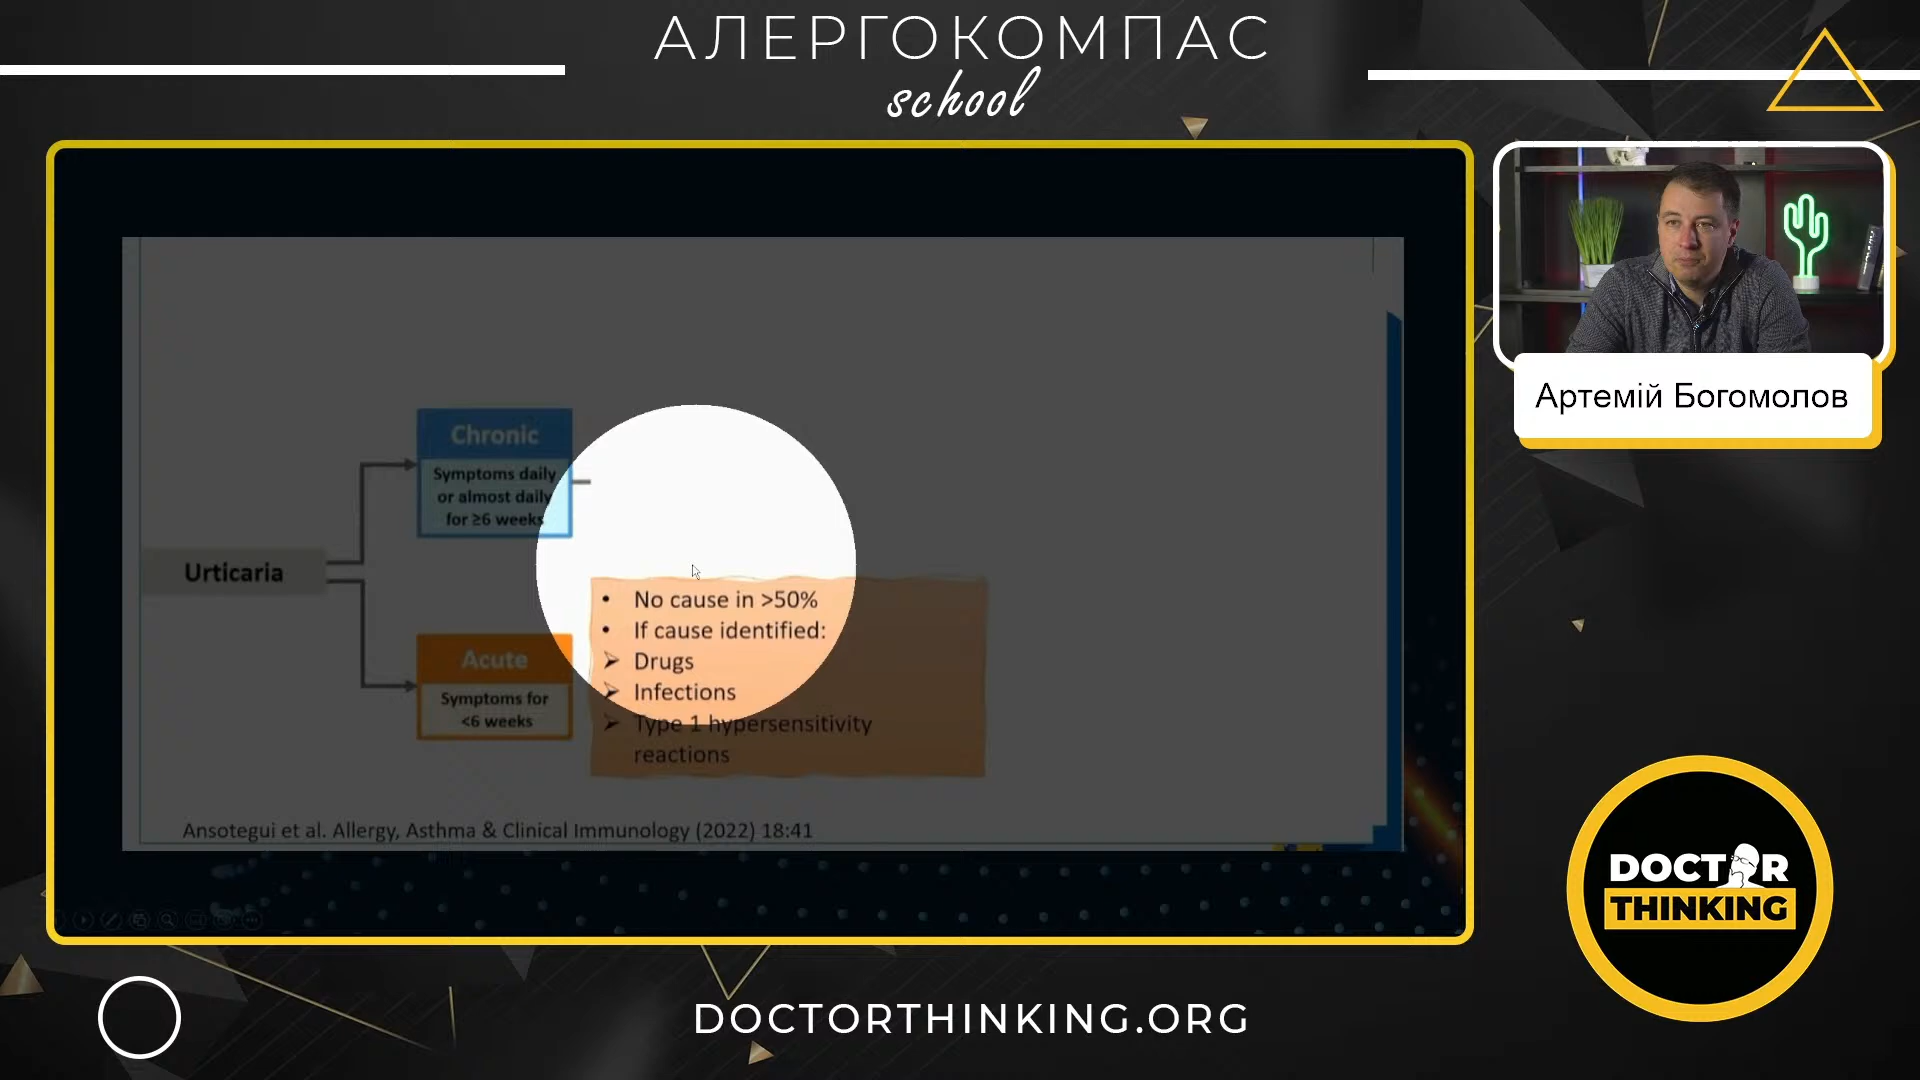 АЛЕРГОКОМПАС
school
Артемій Богомолов
Chronic
Symptoms daily
or almost daily
for ≥6 weeks
Urticaria
Acute
Symptoms for
<6 weeks
• No cause in >50%
• If cause identified:
➢ Drugs
➢ Infections
➢ Type 1 hypersensitivity
reactions
Ansotegui et al. Allergy, Asthma & Clinical Immunology (2022) 18:41
DOCTOR
THINKING
DOCTORTHINKING.ORG